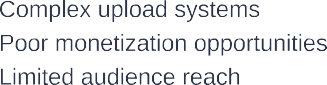 Complex upload systems
Poor monetization opportunities
Limited audience reach